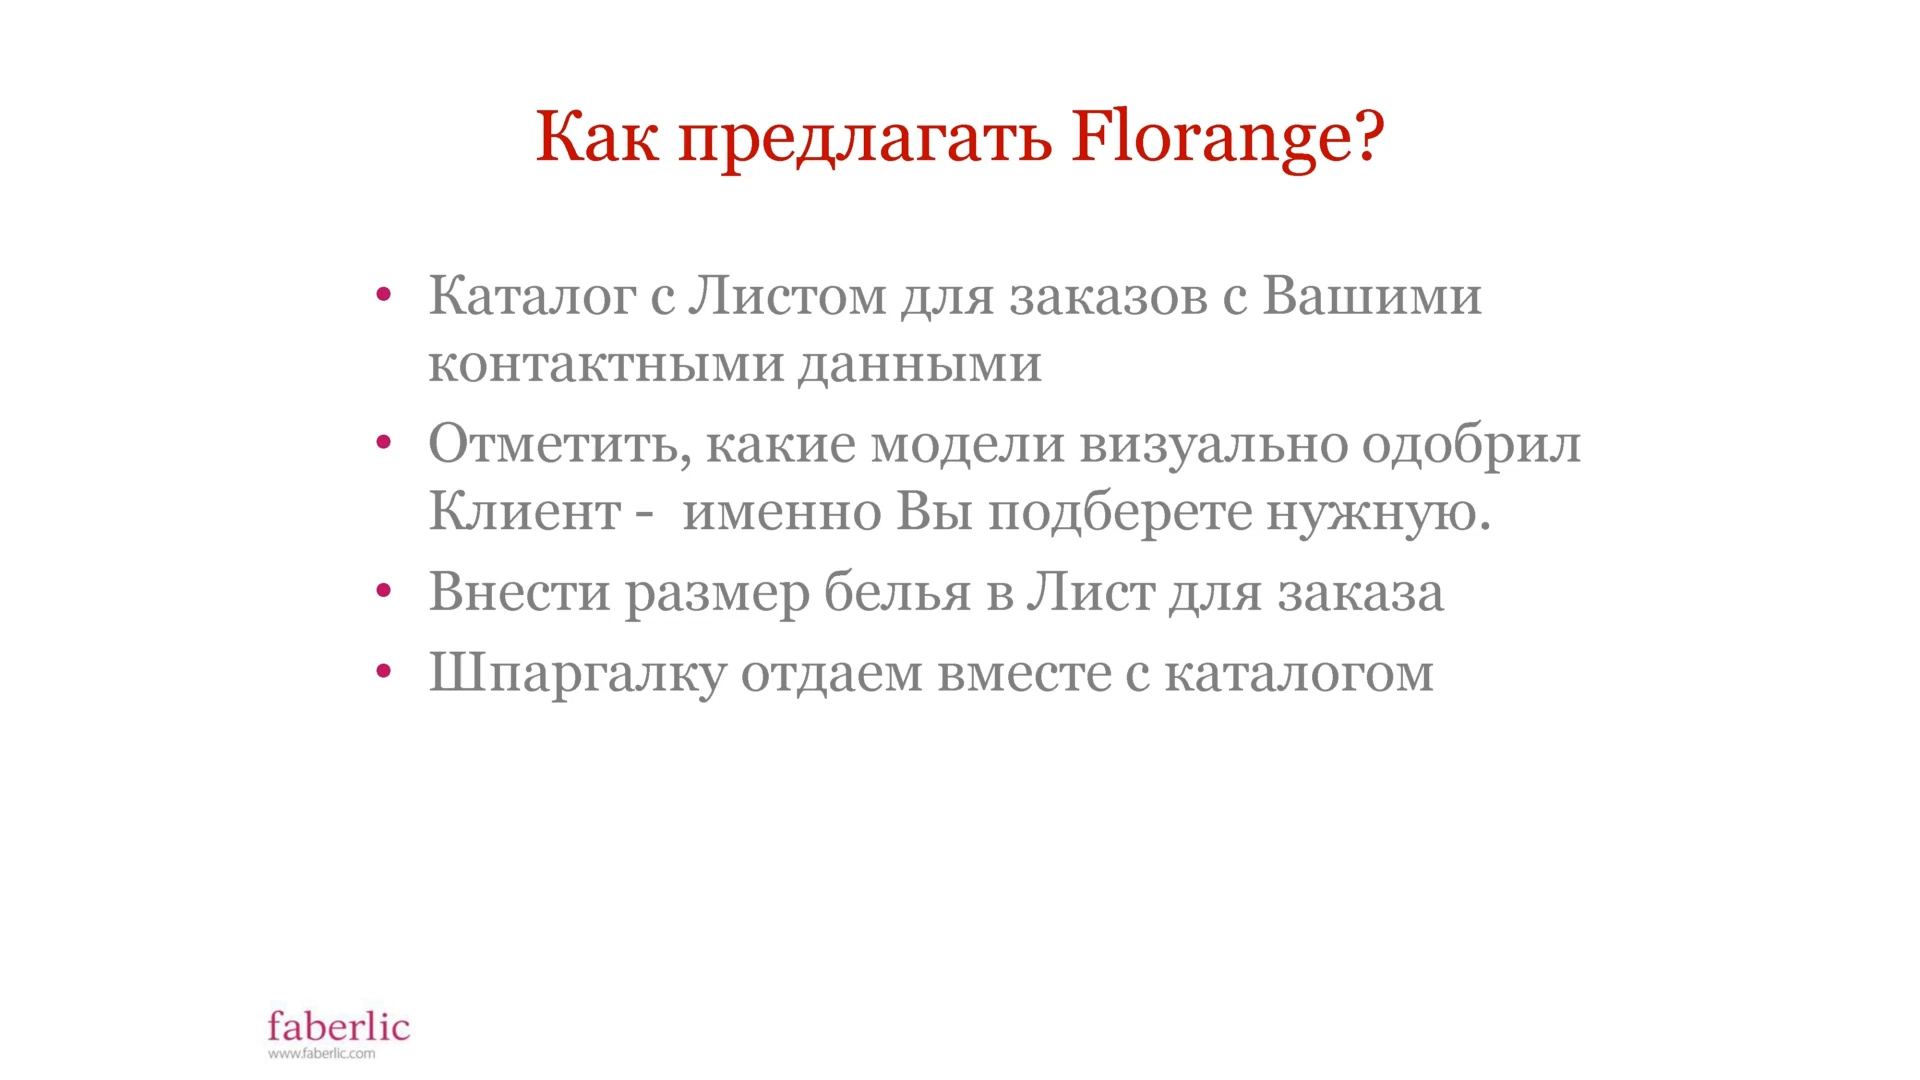 Как предлагать Florange?
• Каталог с Листом для заказов с Вашими
контактными данными
• Отметить, какие модели визуально одобрил
Клиент -  именно Вы подберете нужную.
• Внести размер белья в Лист для заказа
• Шпаргалку отдаем вместе с каталогом
faberlic
www.faberlic.com